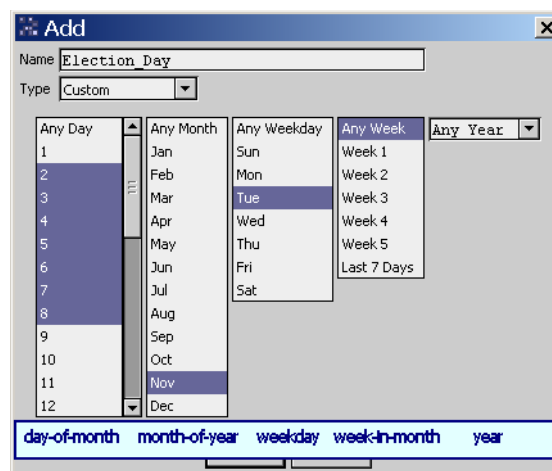 Add
Name Election_Day
Type Custom
Any Day Any Month Any Weekday Any Week Any Year
1 Jan Sun Week 1
2 Feb Mon Week 2
3 Mar Tue Week 3
4 Apr Wed Week 4
5 May Thu Week 5
6 Jun Fri Last 7 Days
7 Jul Sat
8 Aug
9 Sep
10 Oct
11 Nov
12 Dec
day-of-month month-of-year weekday week-in-month year